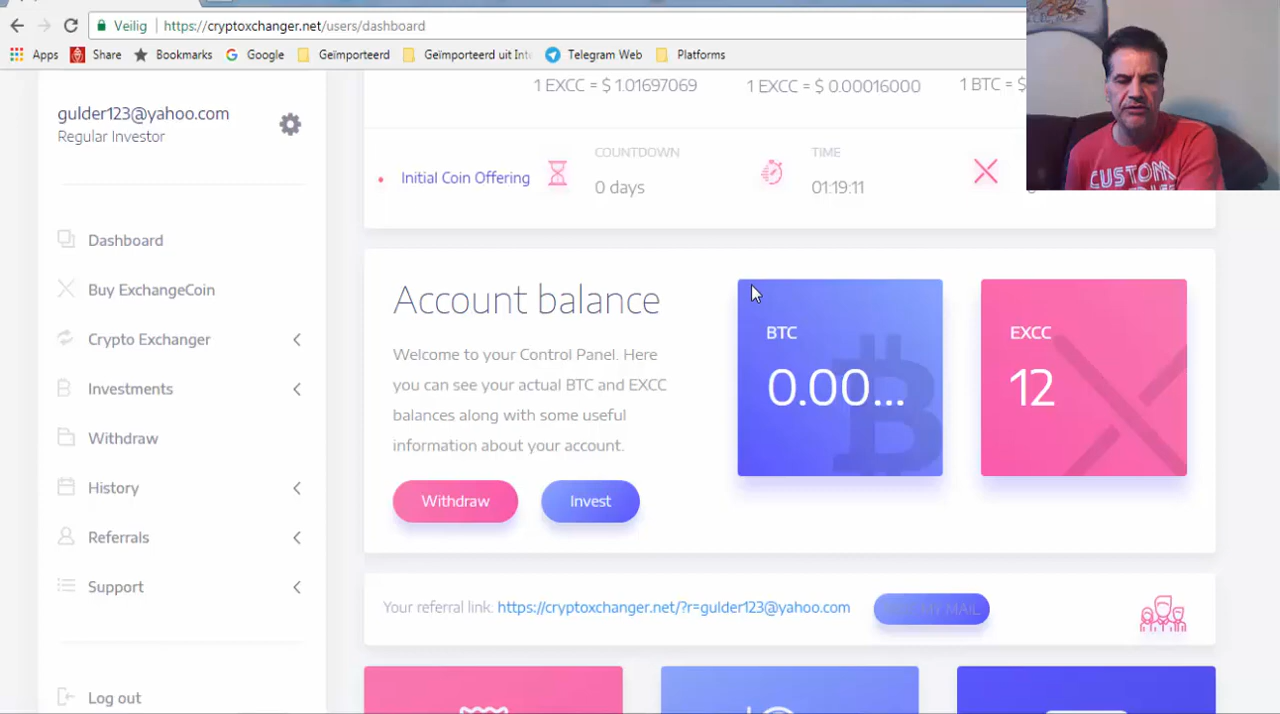 Veilig | https://cryptoxchanger.net/users/dashboard
Apps Share Bookmarks Google Geïmporteerd Geïmporteerd uit Inte Telegram Web Platforms
gulder123@yahoo.com
Regular Investor
Dashboard
Buy ExchangeCoin
Crypto Exchanger
Investments
Withdraw
History
Referrals
Support
Log out
1 EXCC = $ 1.01697069 1 EXCC = $ 0.00016000 1 BTC = $
Initial Coin Offering
COUNTDOWN
0 days
TIME
01:19:11
Account balance
Welcome to your Control Panel. Here
you can see your actual BTC and EXCC
balances along with some useful
information about your account.
Withdraw Invest
BTC
0.00...
EXCC
12
Your referral link: https://cryptoxchanger.net/?r=gulder123@yahoo.com
MY MAIL
CUSTOM